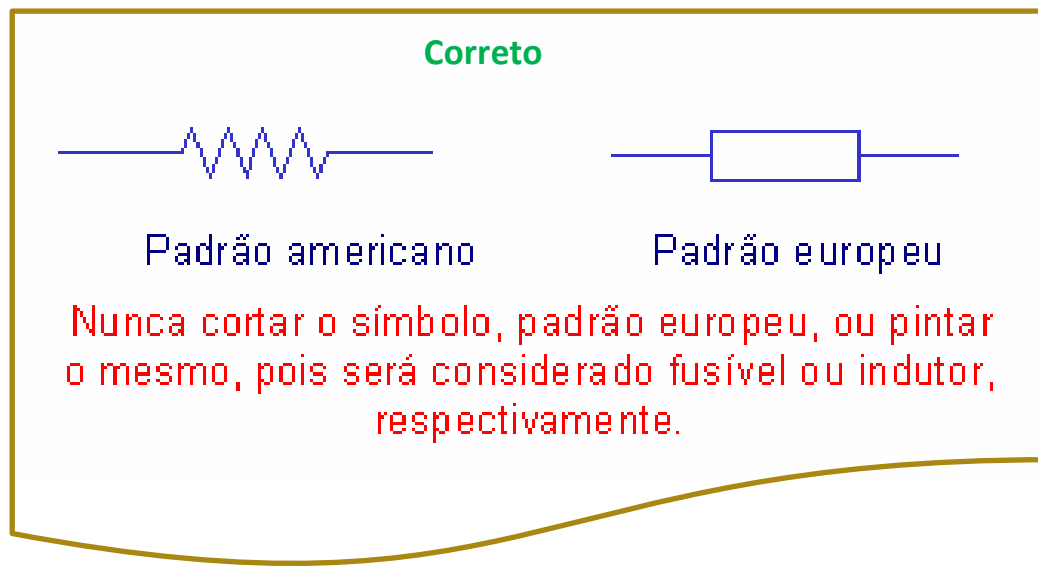 Correto
Padrão americano
Padrão europeu
Nunca cortar o símbolo, padrão europeu, ou pintar
o mesmo, pois será considerado fusível ou indutor,
respectivamente.